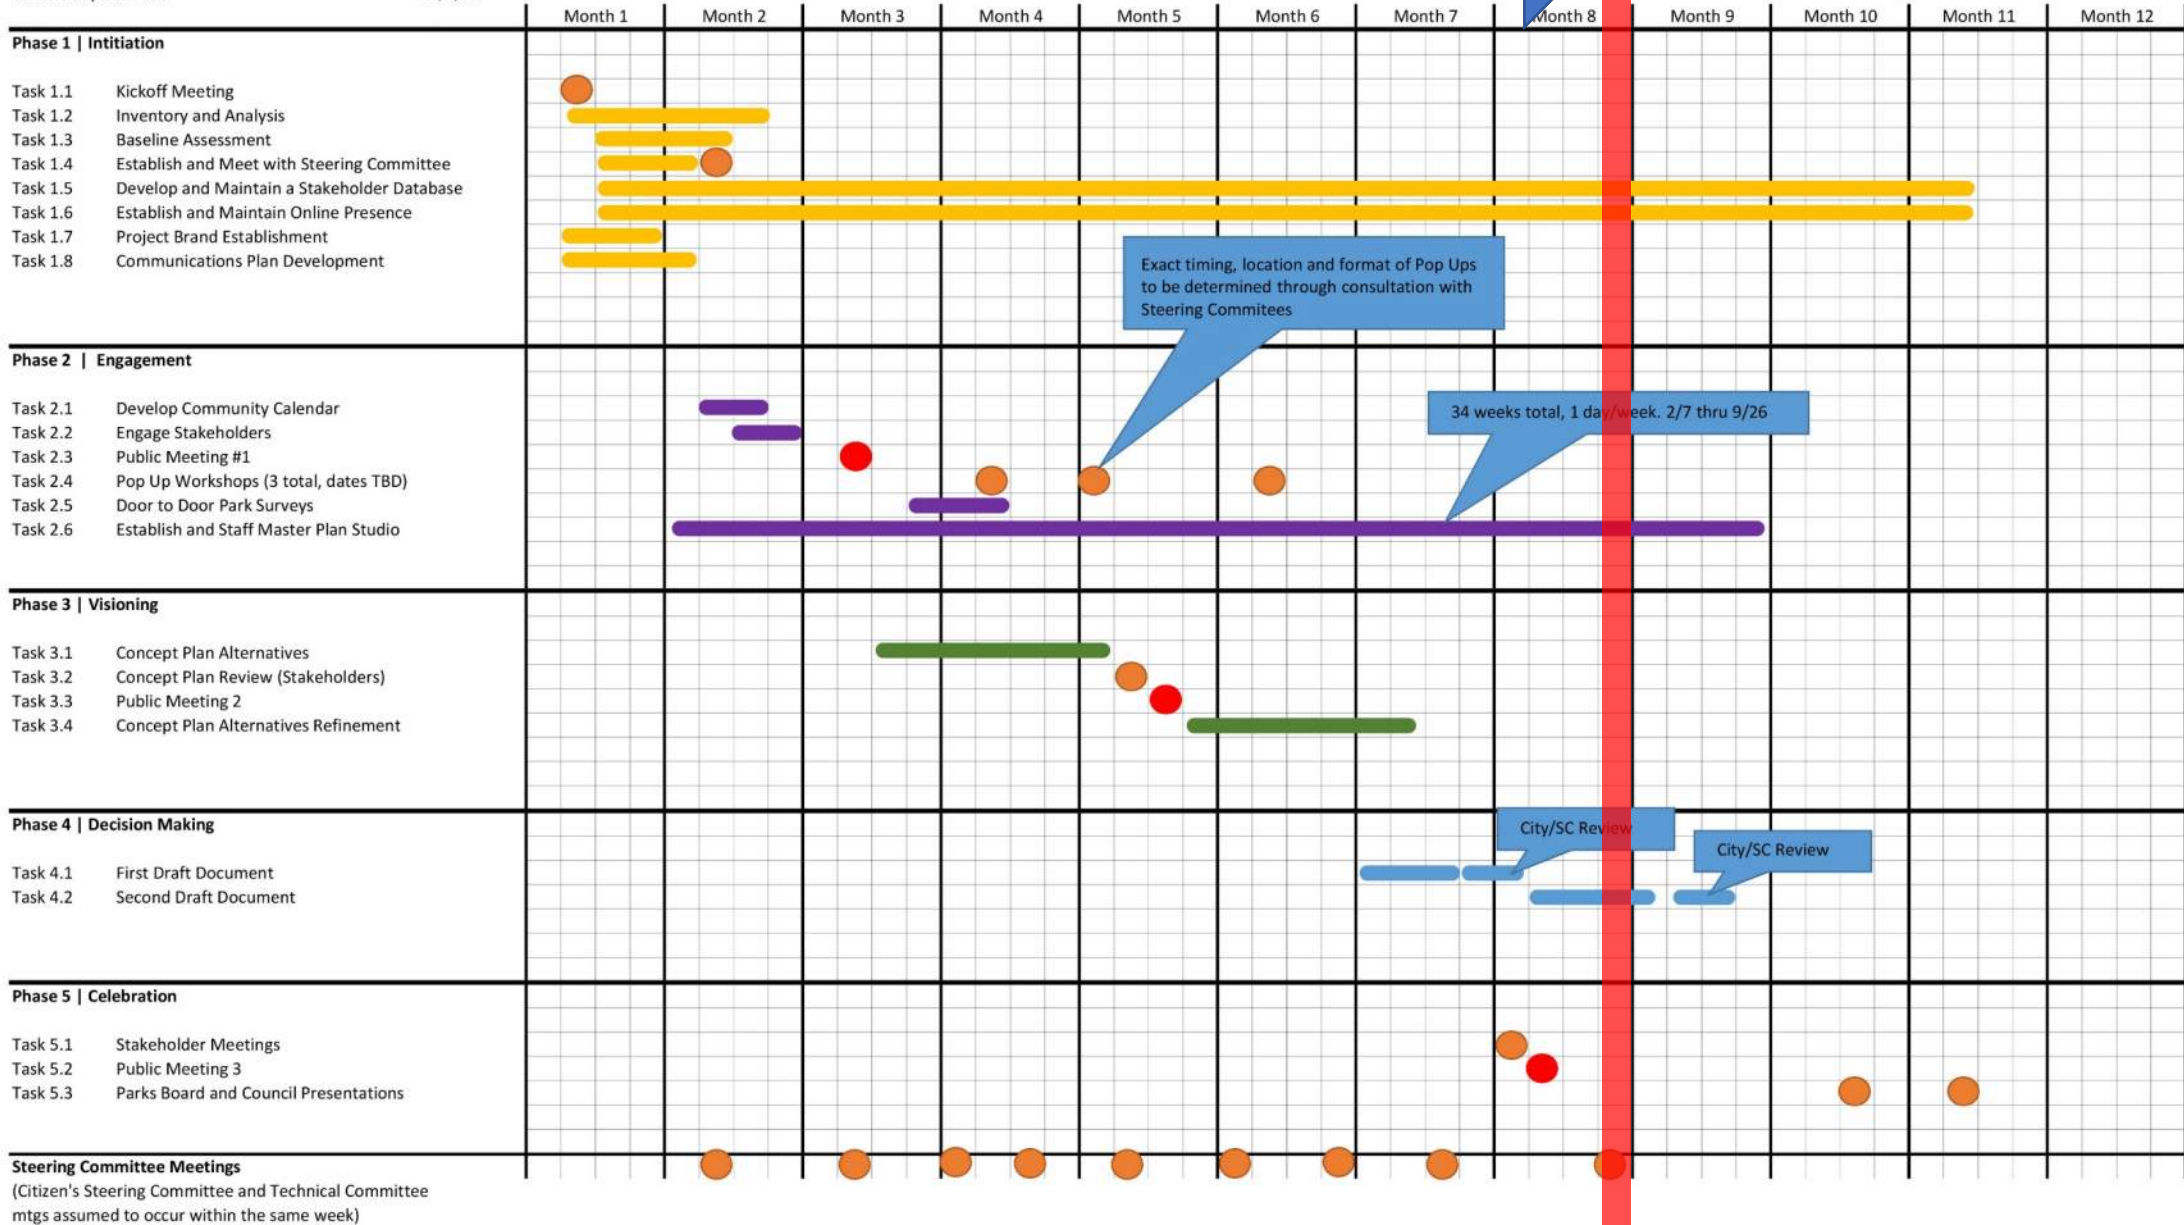 Month 1 Month 2 Month 3 Month 4 Month 5 Month 6 Month 7 Month 8 Month 9 Month 10 Month 11 Month 12
Phase 1 | Intitiation
Task 1.1 Kickoff Meeting
Task 1.2 Inventory and Analysis
Task 1.3 Baseline Assessment
Task 1.4 Establish and Meet with Steering Committee
Task 1.5 Develop and Maintain a Stakeholder Database
Task 1.6 Establish and Maintain Online Presence
Task 1.7 Project Brand Establishment
Task 1.8 Communications Plan Development
Exact timing, location and format of Pop Ups
to be determined through consultation with
Steering Commitees
Phase 2 | Engagement
Task 2.1 Develop Community Calendar
34 weeks total, 1 day/week. 2/7 thru 9/26
Task 2.2 Engage Stakeholders
Task 2.3 Public Meeting #1
Task 2.4 Pop Up Workshops (3 total, dates TBD)
Task 2.5 Door to Door Park Surveys
Task 2.6 Establish and Staff Master Plan Studio
Phase 3 | Visioning
Task 3.1 Concept Plan Alternatives
Task 3.2 Concept Plan Review (Stakeholders)
Task 3.3 Public Meeting 2
Task 3.4 Concept Plan Alternatives Refinement
Phase 4 | Decision Making
City/SC Review
City/SC Review
Task 4.1 First Draft Document
Task 4.2 Second Draft Document
Phase 5 | Celebration
Task 5.1 Stakeholder Meetings
Task 5.2 Public Meeting 3
Task 5.3 Parks Board and Council Presentations
Steering Committee Meetings
(Citizen's Steering Committee and Technical Committee
mtgs assumed to occur within the same week)